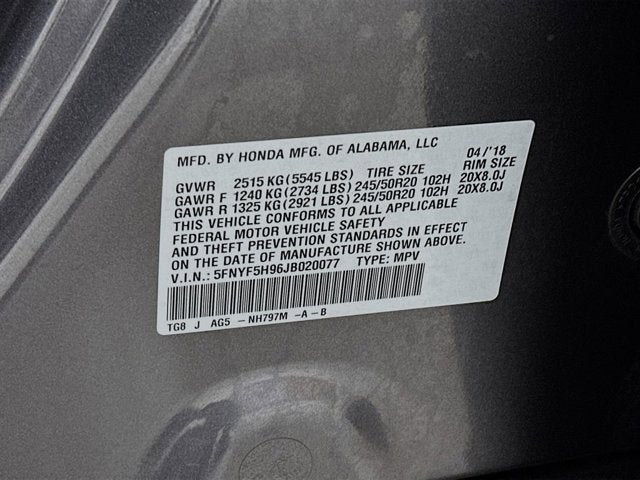 MFD. BY HONDA MFG. OF ALABAMA, LLC 04/'18
GVWR 2515 KG (5545 LBS) TIRE SIZE RIM SIZE
GAWR F 1240 KG (2734 LBS) 245/50R20 102H 20X8.0J
GAWR R 1325 KG (2921 LBS) 245/50R20 102H 20X8.0J
THIS VEHICLE CONFORMS TO ALL APPLICABLE
FEDERAL MOTOR VEHICLE SAFETY
AND THEFT PREVENTION STANDARDS IN EFFECT
ON THE DATE OF MANUFACTURE SHOWN ABOVE.
V.I.N.: 5FNYF5H96JB020077 TYPE: MPV
TG8 J AG5 -NH797M -A-B